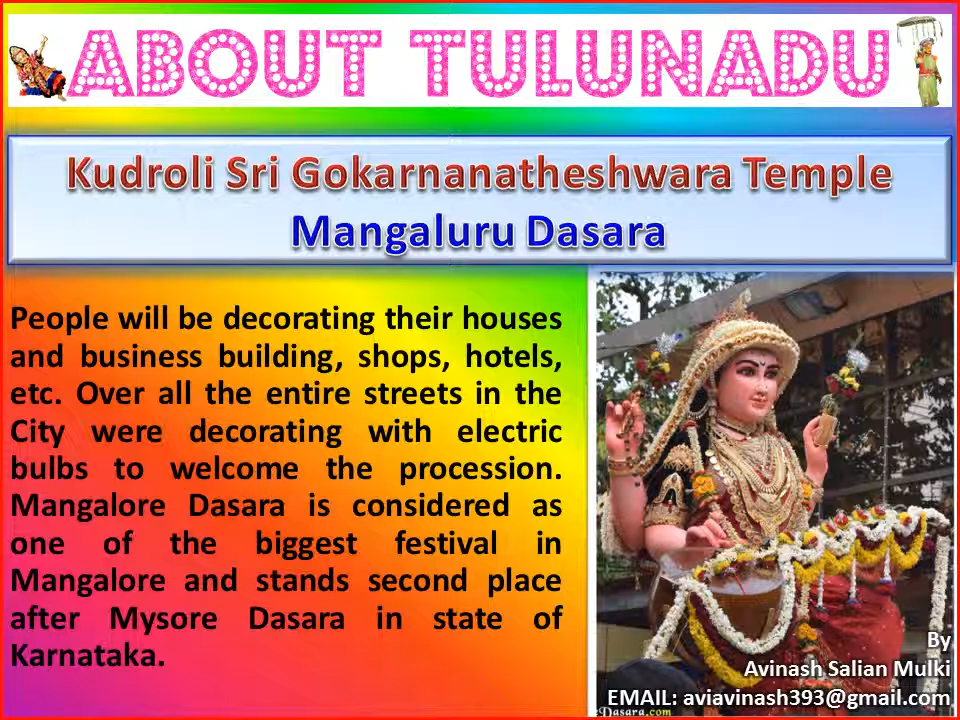 ABOUT TULUNADU
Kudroli Sri Gokarnanatheshwara Temple
Mangaluru Dasara
People will be decorating their houses
and business building, shops, hotels,
etc. Over all the entire streets in the
City were decorating with electric
bulbs to welcome the procession.
Mangalore Dasara is considered as
one of the biggest festival in
Mangalore and stands second place
after Mysore Dasara in state of
Karnataka.
By
Avinash Salian Mulki
EMAIL: aviavinash393@gmail.com
Dasara.com